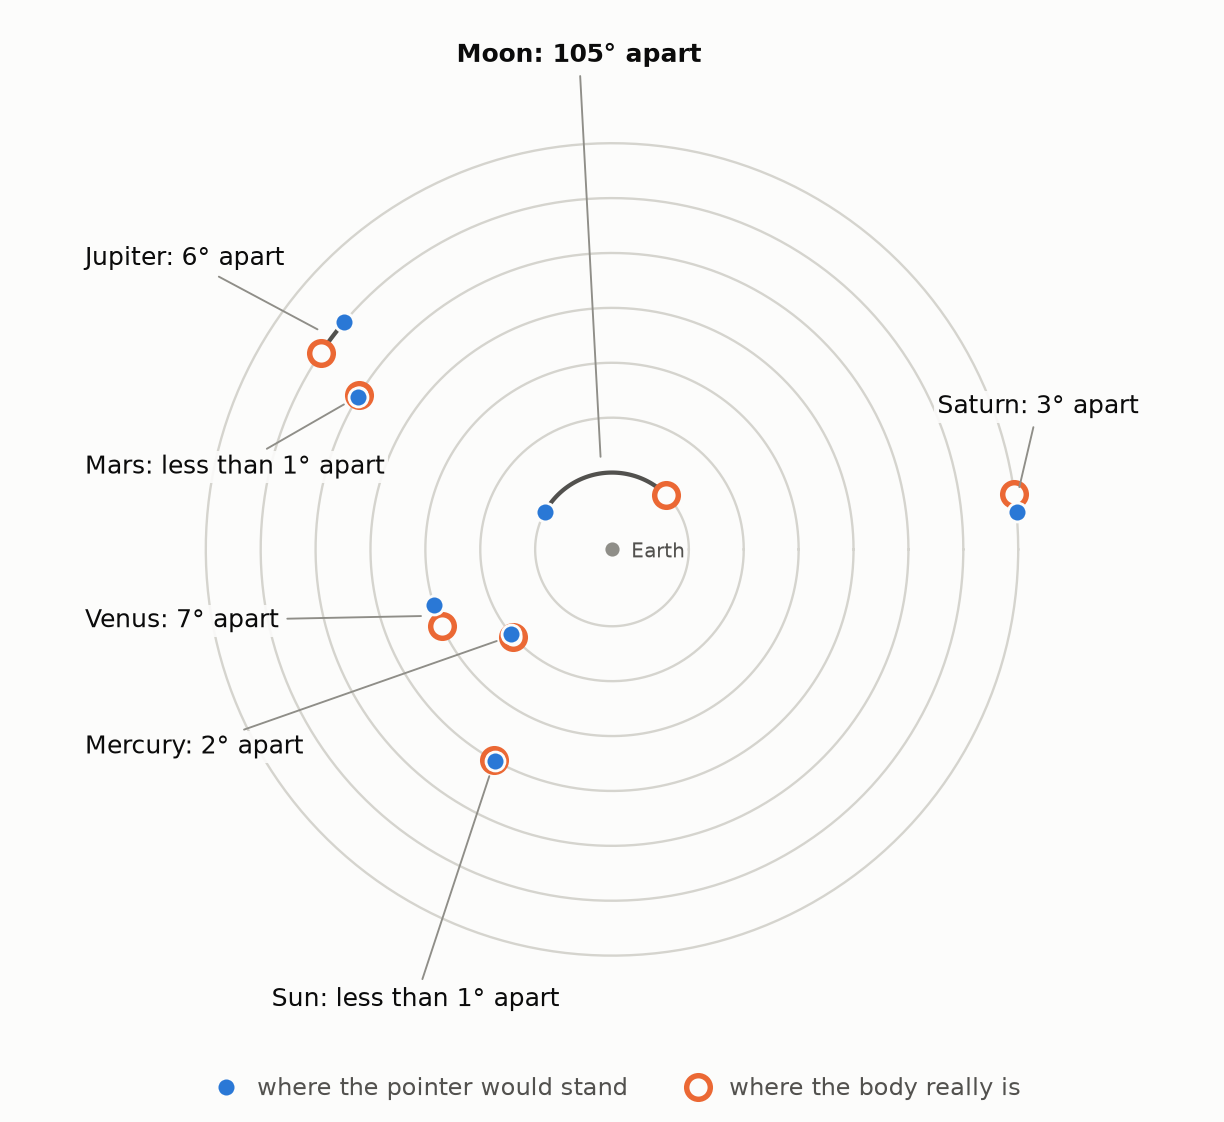 Moon: 105° apart
Jupiter: 6° apart
Saturn: 3° apart
Mars: less than 1° apart
Earth
Venus: 7° apart
Mercury: 2° apart
Sun: less than 1° apart
where the pointer would stand
where the body really is